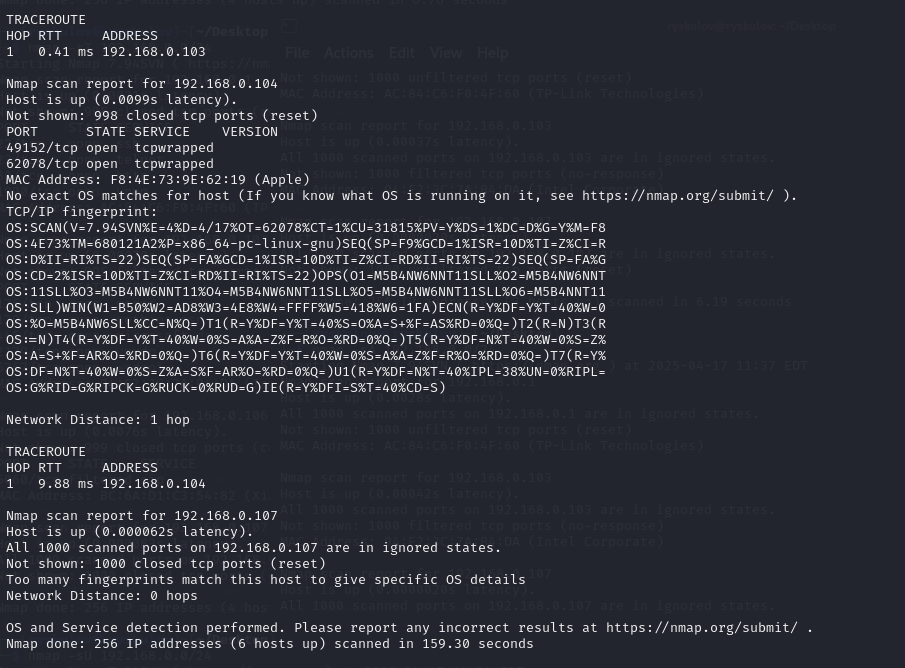 TRACEROUTE
HOP RTT     ADDRESS
1   0.41 ms 192.168.0.103

Nmap scan report for 192.168.0.104
Host is up (0.0099s latency).
Not shown: 998 closed tcp ports (reset)
PORT      STATE SERVICE    VERSION
49152/tcp open  tcpwrapped
62078/tcp open  tcpwrapped
MAC Address: F8:4E:73:9E:62:19 (Apple)
No exact OS matches for host (If you know what OS is running on it, see https://nmap.org/submit/ ).
TCP/IP fingerprint:
OS:SCAN(V=7.94SVN%E=4%D=4/17%OT=62078%CT=1%CU=31815%PV=Y%DS=1%DC=D%G=Y%M=F8
OS:4E73%TM=680121A2%P=x86_64-pc-linux-gnu)SEQ(SP=F9%GCD=1%ISR=10D%TI=Z%CI=R
OS:D%II=RI%TS=22)SEQ(SP=FA%GCD=1%ISR=10D%TI=Z%CI=RD%II=RI%TS=22)SEQ(SP=FA%G
OS:CD=2%ISR=10D%TI=Z%CI=RD%II=RI%TS=22)OPS(O1=M5B4NW6NNT11SLL%O2=M5B4NW6NNT
OS:11SLL%O3=M5B4NW6NNT11%O4=M5B4NW6NNT11SLL%O5=M5B4NW6NNT11SLL%O6=M5B4NNT11
OS:SLL)WIN(W1=B50%W2=AD8%W3=4E8%W4=FFFF%W5=418%W6=1FA)ECN(R=Y%DF=Y%T=40%W=0
OS:%O=M5B4NW6SLL%CC=N%Q=)T1(R=Y%DF=Y%T=40%S=O%A=S+%F=AS%RD=0%Q=)T2(R=N)T3(R
OS:=N)T4(R=Y%DF=Y%T=40%W=0%S=A%A=Z%F=R%O=%RD=0%Q=)T5(R=Y%DF=N%T=40%W=0%S=Z%
OS:A=S+%F=AR%O=%RD=0%Q=)T6(R=Y%DF=Y%T=40%W=0%S=A%A=Z%F=R%O=%RD=0%Q=)T7(R=Y%
OS:DF=N%T=40%W=0%S=Z%A=S%F=AR%O=%RD=0%Q=)U1(R=Y%DF=N%T=40%IPL=38%UN=0%RIPL=
OS:G%RID=G%RIPCK=G%RUCK=0%RUD=G)IE(R=Y%DFI=S%T=40%CD=S)

Network Distance: 1 hop

TRACEROUTE
HOP RTT     ADDRESS
1   9.88 ms 192.168.0.104

Nmap scan report for 192.168.0.107
Host is up (0.000062s latency).
All 1000 scanned ports on 192.168.0.107 are in ignored states.
Not shown: 1000 closed tcp ports (reset)
Too many fingerprints match this host to give specific OS details
Network Distance: 0 hops

OS and Service detection performed. Please report any incorrect results at https://nmap.org/submit/ .
Nmap done: 256 IP addresses (6 hosts up) scanned in 159.30 seconds